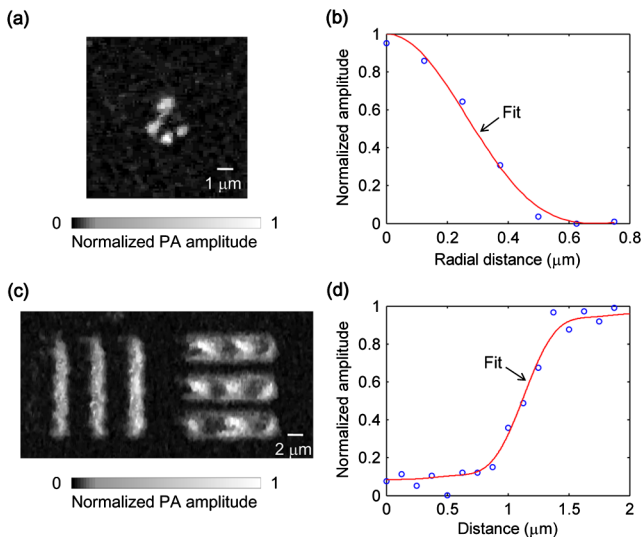 (a)
1 μm
0 1
Normalized PA amplitude
(b)
Normalized amplitude
1
0.8
0.6
0.4
0.2
0
Fit
0 0.2 0.4 0.6 0.8
Radial distance (μm)
(c)
2 μm
0 1
Normalized PA amplitude
(d)
Normalized amplitude
1
0.8
0.6
0.4
0.2
0
Fit
0 0.5 1 1.5 2
Distance (μm)